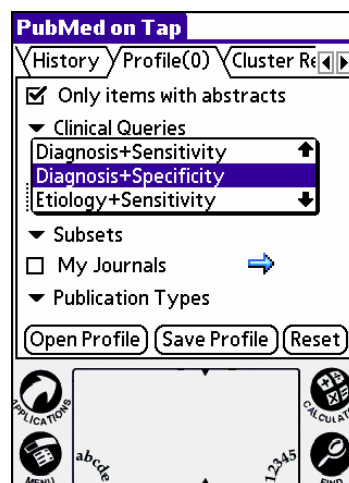 PubMed on Tap
History Profile(0) Cluster Re
Only items with abstracts
Clinical Queries
Diagnosis+Sensitivity
Diagnosis+Specificity
Etiology+Sensitivity
Subsets
My Journals
Publication Types
Open Profile Save Profile Reset
APPLICATIONS CALCULAT
MENU abcde 12345 FIND